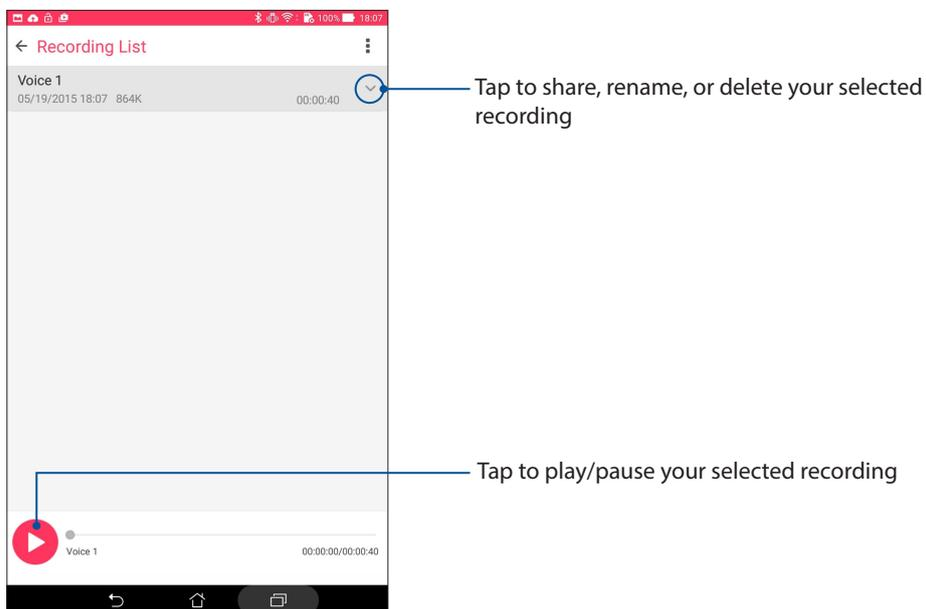 100% 18:07
Recording List
Voice 1
05/19/2015 18:07 864K 00:00:40
Tap to share, rename, or delete your selected
recording
Tap to play/pause your selected recording
Voice 1 00:00:00/00:00:40